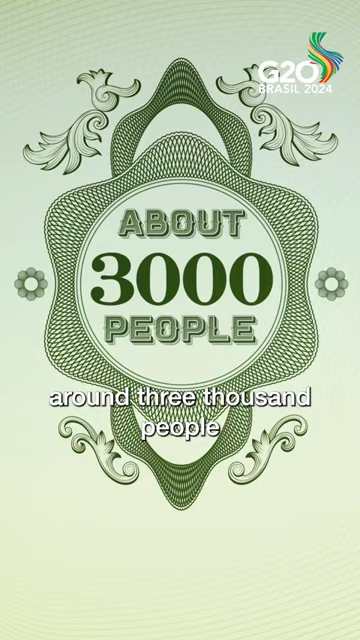 G20
BRASIL 2024
ABOUT
3000
PEOPLE
around three thousand
people